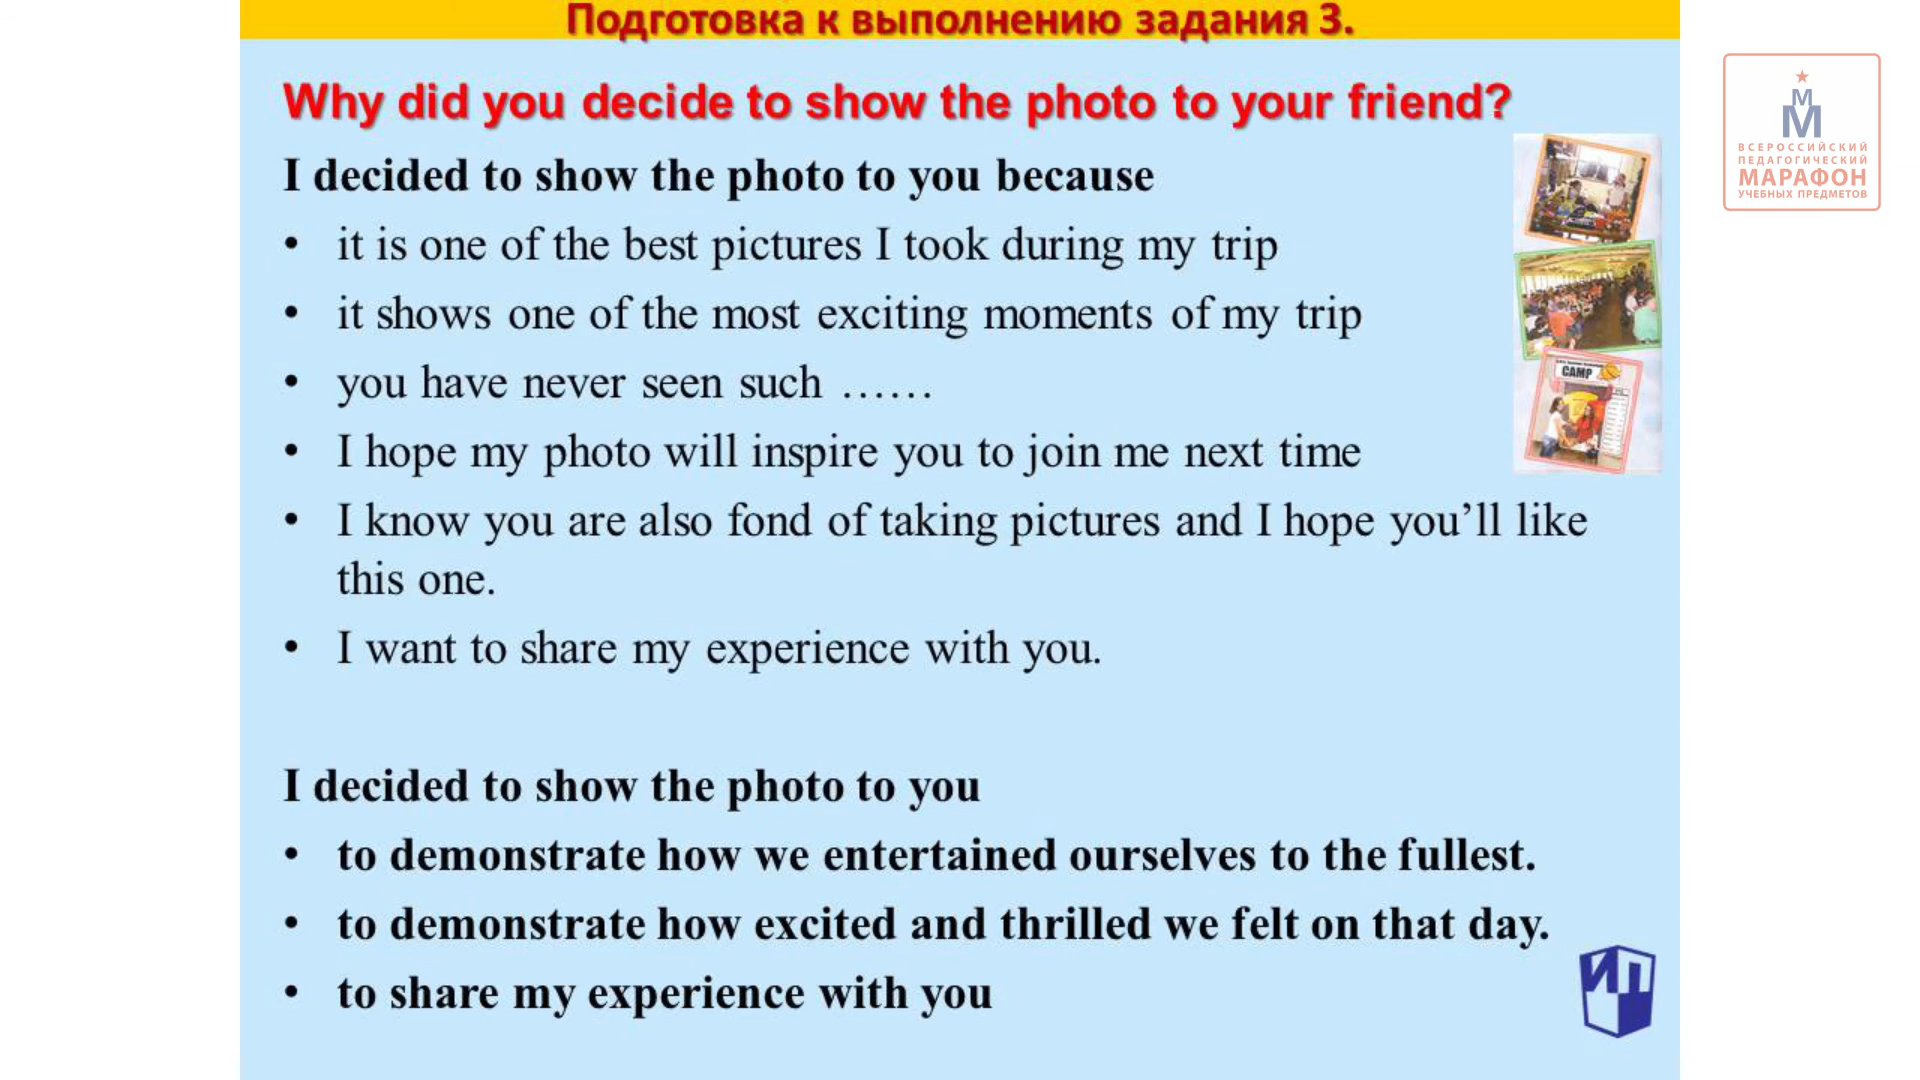 Подготовка к выполнению задания 3.
Why did you decide to show the photo to your friend?
I decided to show the photo to you because
• it is one of the best pictures I took during my trip
• it shows one of the most exciting moments of my trip
• you have never seen such ……
• I hope my photo will inspire you to join me next time
• I know you are also fond of taking pictures and I hope you’ll like
this one.
• I want to share my experience with you.
I decided to show the photo to you
• to demonstrate how we entertained ourselves to the fullest.
• to demonstrate how excited and thrilled we felt on that day.
• to share my experience with you
CAMP
М
М
ВСЕРОССИЙСКИЙ
ПЕДАГОГИЧЕСКИЙ
МАРАФОН
УЧЕБНЫХ ПРЕДМЕТОВ